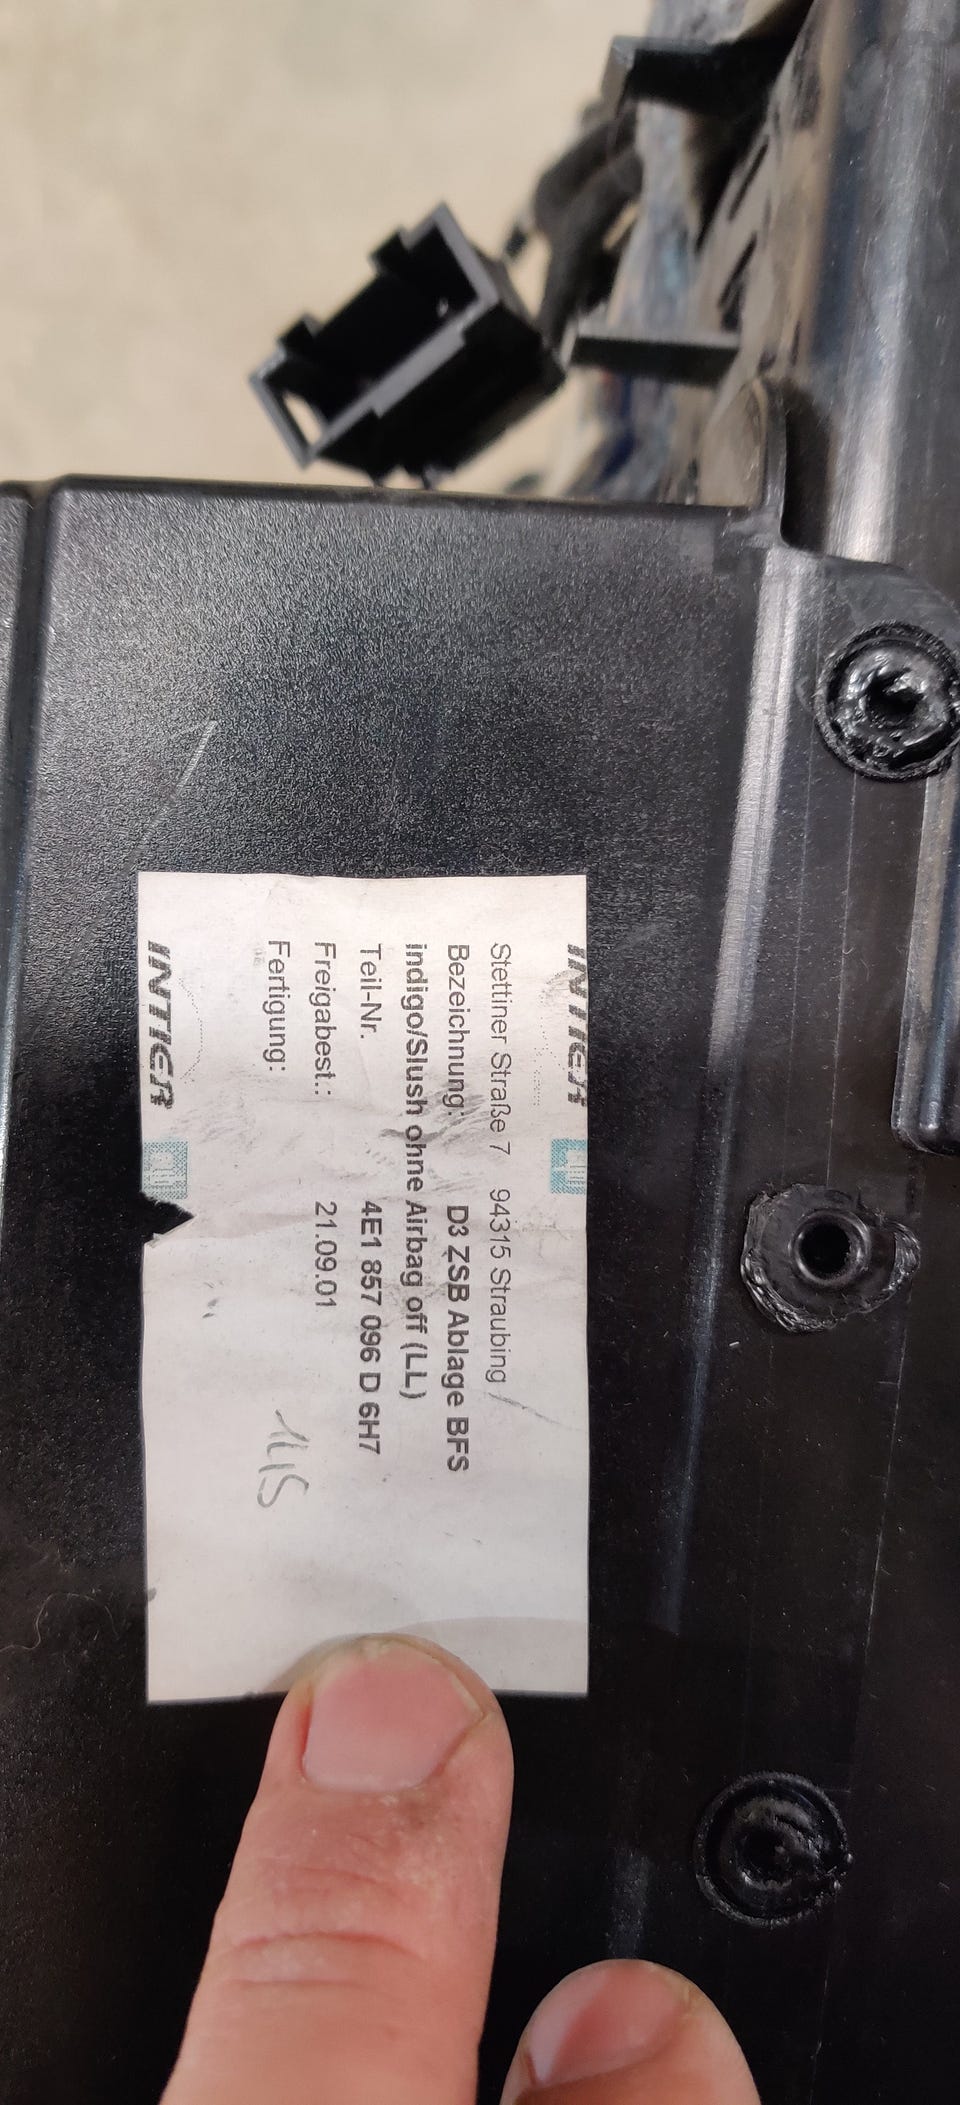 INTIER
Stettiner Straße 7 94315 Straubing
Bezeichnung: D3 ZSB Ablage BFS
indigo/Slush ohne Airbag off (LL)
Teil-Nr. 4E1 857 096 D 6H7
Freigabest.: 21.09.01
Fertigung:
INTIER